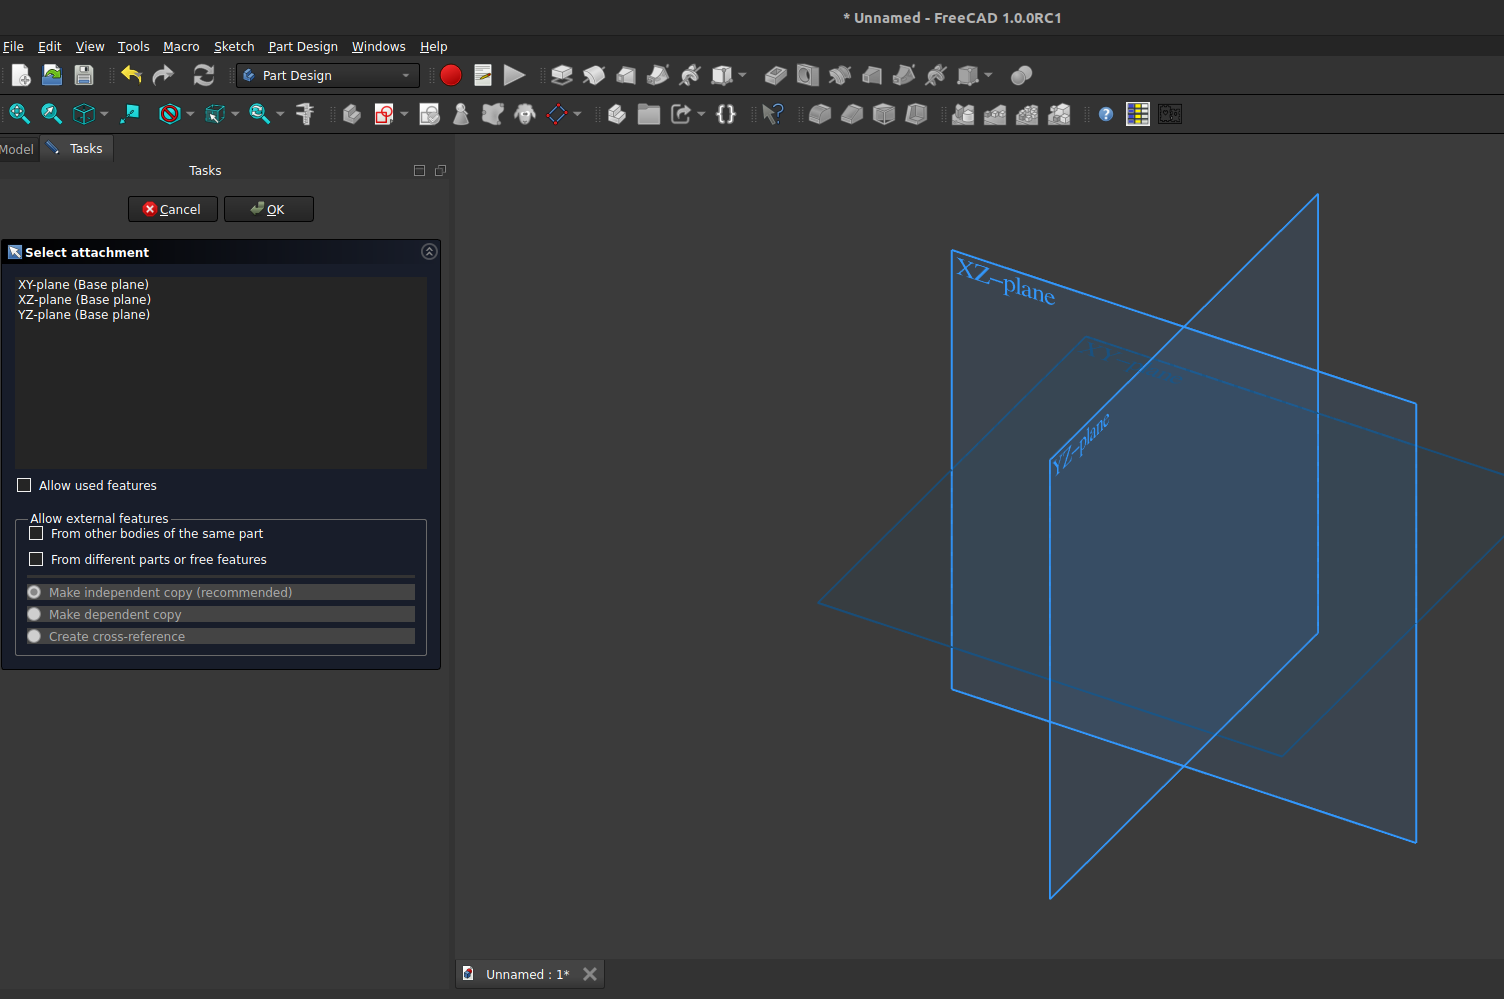 * Unnamed - FreeCAD 1.0.0RC1
File Edit View Tools Macro Sketch Part Design Windows Help
Part Design
Model Tasks
Tasks
Cancel OK
Select attachment
XY-plane (Base plane)
XZ-plane (Base plane)
YZ-plane (Base plane)
Allow used features
Allow external features
From other bodies of the same part
From different parts or free features
Make independent copy (recommended)
Make dependent copy
Create cross-reference
XZ-plane
YZ-plane
Unnamed : 1*